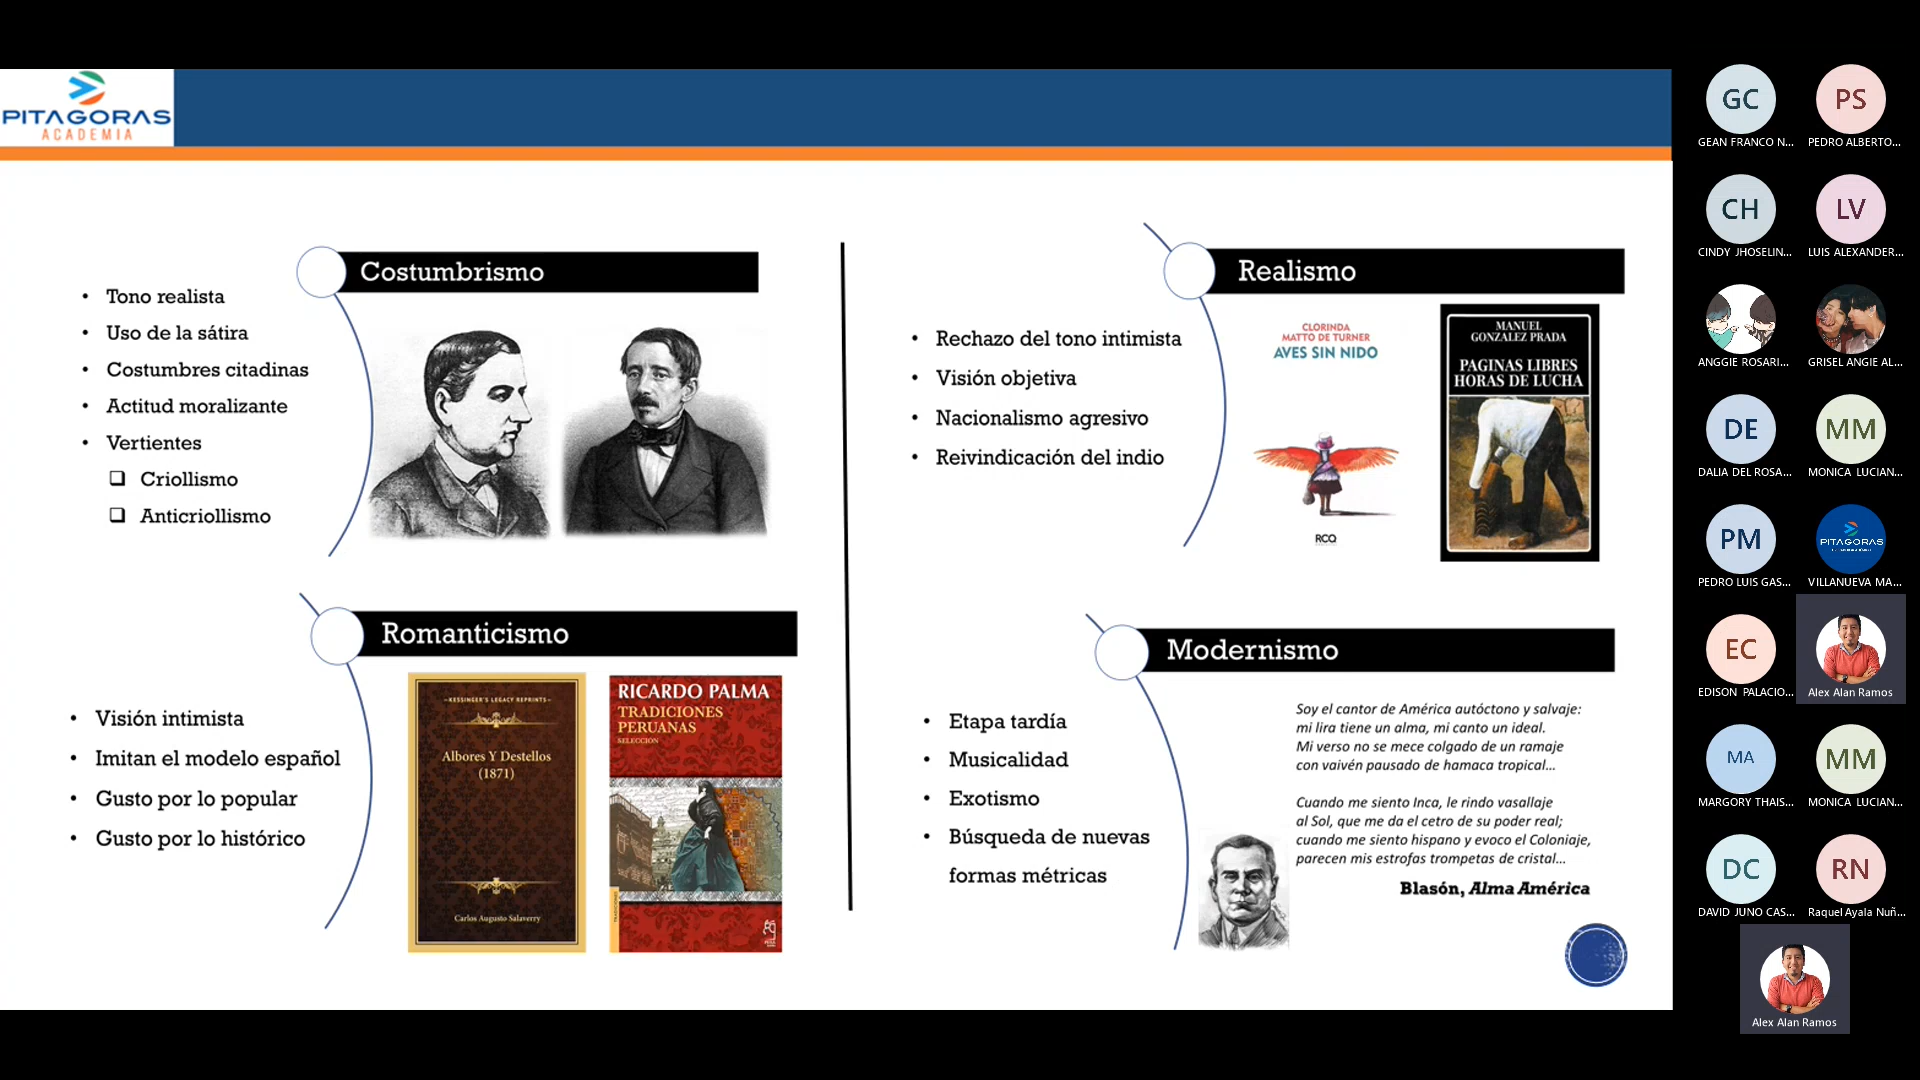 PITAGORAS
ACADEMIA
Costumbrismo
• Tono realista
• Uso de la sátira
• Costumbres citadinas
• Actitud moralizante
• Vertientes
❑ Criollismo
❑ Anticriollismo
Romanticismo
• Visión intimista
• Imitan el modelo español
• Gusto por lo popular
• Gusto por lo histórico
KESSINGER'S LEGACY REPRINTS
Albores Y Destellos
(1871)
Carlos Augusto Salaverry
RICARDO PALMA
TRADICIONES
PERUANAS
SELECCIÓN
Realismo
• Rechazo del tono intimista
• Visión objetiva
• Nacionalismo agresivo
• Reivindicación del indio
CLORINDA
MATTO DE TURNER
AVES SIN NIDO
RCQ
MANUEL
GONZALEZ PRADA
PAGINAS LIBRES
HORAS DE LUCHA
Modernismo
• Etapa tardía
• Musicalidad
• Exotismo
• Búsqueda de nuevas
formas métricas
Soy el cantor de América autóctono y salvaje:
mi lira tiene un alma, mi canto un ideal.
Mi verso no se mece colgado de un ramaje
con vaivén pausado de hamaca tropical...
Cuando me siento Inca, le rindo vasallaje
al Sol, que me da el cetro de su poder real;
cuando me siento hispano y evoco el Coloniaje,
parecen mis estrofas trompetas de cristal...
Blasón, Alma América
GC
GEAN FRANCO N...
PS
PEDRO ALBERTO...
CH
CINDY JHOSELIN...
LV
LUIS ALEXANDER...
ANGGIE ROSARI...
GRISEL ANGIE AL...
DE
DALIA DEL ROSA...
MM
MONICA LUCIAN...
PM
PEDRO LUIS GAS...
PITAGORAS
VILLANUEVA MA...
EC
EDISON PALACIO...
Alex Alan Ramos
MA
MARGORY THAIS...
MM
MONICA LUCIAN...
DC
DAVID JUNO CAS...
RN
Raquel Ayala Nuñ...
Alex Alan Ramos